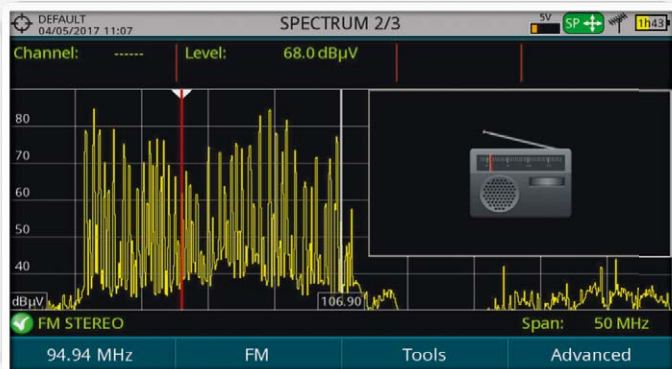 DEFAULT
04/05/2017 11:07
SPECTRUM 2/3
5V
SP
1h43
Channel: ------ Level: 68.0 dBµV
80
70
60
50
40
dBµV
106.90
FM STEREO
Span: 50 MHz
94.94 MHz FM Tools Advanced